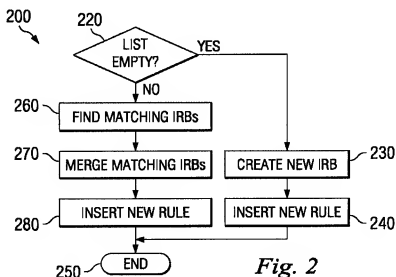 200
220
LIST
EMPTY?
YES
NO
260
FIND MATCHING IRBs
270
MERGE MATCHING IRBs
CREATE NEW IRB
230
280
INSERT NEW RULE
INSERT NEW RULE
240
250
END
Fig. 2